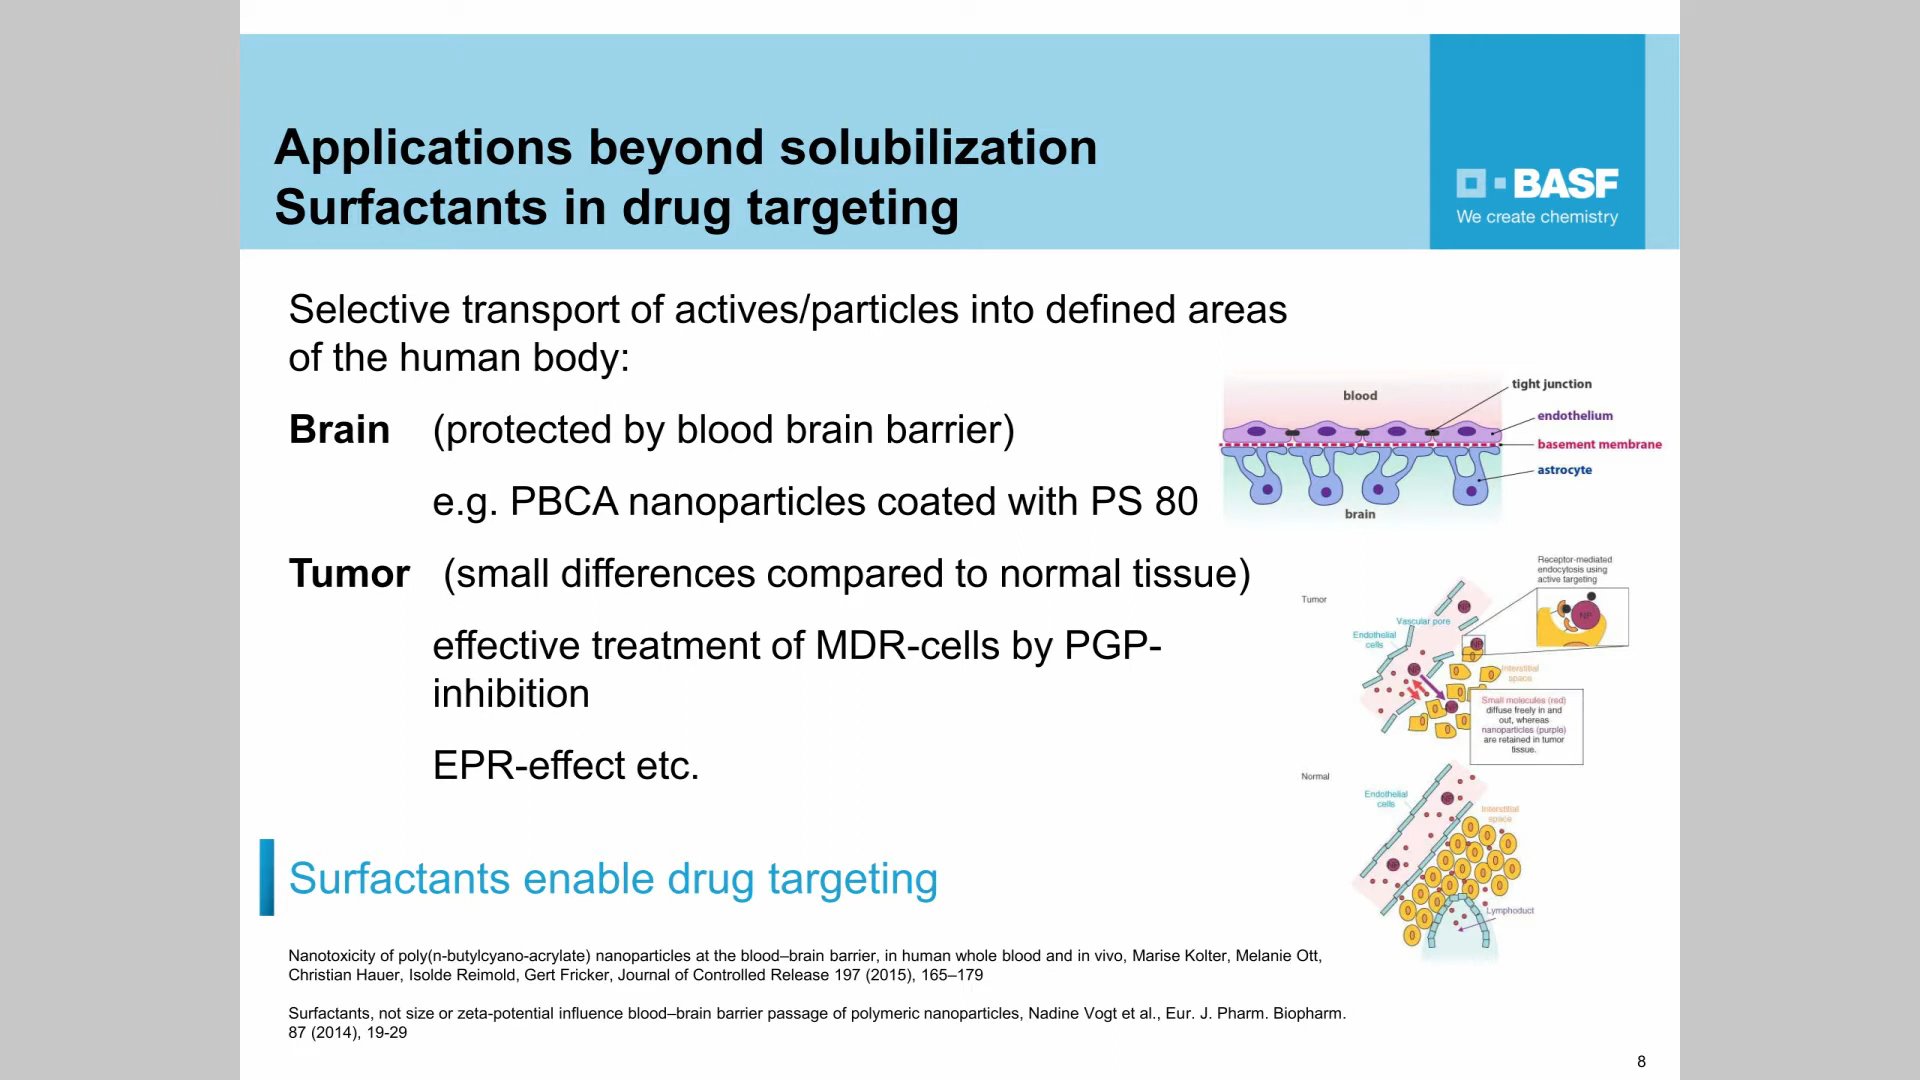 Applications beyond solubilization
Surfactants in drug targeting
BASF
We create chemistry
Selective transport of actives/particles into defined areas
of the human body:
Brain (protected by blood brain barrier)
e.g. PBCA nanoparticles coated with PS 80
Tumor (small differences compared to normal tissue)
effective treatment of MDR-cells by PGP-
inhibition
EPR-effect etc.
Surfactants enable drug targeting
blood
tight junction
endothelium
basement membrane
astrocyte
brain
Receptor-mediated
endocytosis using
active targeting
Tumor
NP
NP
Vascular pore
Endothelial
cells
NP
NP
Interstitial
space
NP
Small molecules (red)
diffuse freely in and
out, whereas
nanoparticles (purple)
are retained in tumor
tissue.
Normal
Endothelial
cells
NP
Interstitial
space
NP
Lymphoduct
Nanotoxicity of poly(n-butylcyano-acrylate) nanoparticles at the blood–brain barrier, in human whole blood and in vivo, Marise Kolter, Melanie Ott,
Christian Hauer, Isolde Reimold, Gert Fricker, Journal of Controlled Release 197 (2015), 165–179
Surfactants, not size or zeta-potential influence blood–brain barrier passage of polymeric nanoparticles, Nadine Vogt et al., Eur. J. Pharm. Biopharm.
87 (2014), 19-29
8